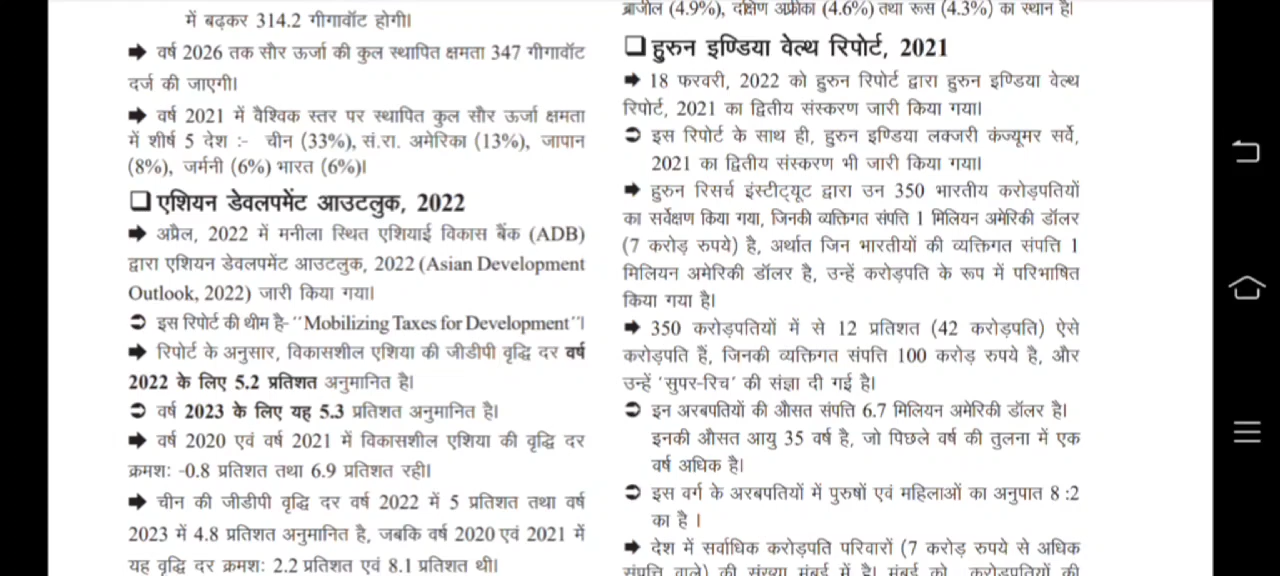 में बढ़कर 314.2 गीगावॉट होगी।
➡ वर्ष 2026 तक सौर ऊर्जा की कुल स्थापित क्षमता 347 गीगावॉट
दर्ज की जाएगी।
➡ वर्ष 2021 में वैश्विक स्तर पर स्थापित कुल सौर ऊर्जा क्षमता
में शीर्ष 5 देश :- चीन (33%), सं.रा. अमेरिका (13%), जापान
(8%), जर्मनी (6%) भारत (6%)।
❑ एशियन डेवलपमेंट आउटलुक, 2022
➡ अप्रैल, 2022 में मनीला स्थित एशियाई विकास बैंक (ADB)
द्वारा एशियन डेवलपमेंट आउटलुक, 2022 (Asian Development
Outlook, 2022) जारी किया गया।
➲ इस रिपोर्ट की थीम है- "Mobilizing Taxes for Development"।
➡ रिपोर्ट के अनुसार, विकासशील एशिया की जीडीपी वृद्धि दर वर्ष
2022 के लिए 5.2 प्रतिशत अनुमानित है।
➲ वर्ष 2023 के लिए यह 5.3 प्रतिशत अनुमानित है।
➡ वर्ष 2020 एवं वर्ष 2021 में विकासशील एशिया की वृद्धि दर
क्रमश: -0.8 प्रतिशत तथा 6.9 प्रतिशत रही।
➡ चीन की जीडीपी वृद्धि दर वर्ष 2022 में 5 प्रतिशत तथा वर्ष
2023 में 4.8 प्रतिशत अनुमानित है, जबकि वर्ष 2020 एवं 2021 में
यह वृद्धि दर क्रमश: 2.2 प्रतिशत एवं 8.1 प्रतिशत थी।
ब्राजील (4.9%), दक्षिण अफ्रीका (4.6%) तथा रूस (4.3%) का स्थान है।
❑ हुरुन इण्डिया वेल्थ रिपोर्ट, 2021
➡ 18 फरवरी, 2022 को हुरुन रिपोर्ट द्वारा हुरुन इण्डिया वेल्थ
रिपोर्ट, 2021 का द्वितीय संस्करण जारी किया गया।
➲ इस रिपोर्ट के साथ ही, हुरुन इण्डिया लक्जरी कंज्यूमर सर्वे,
2021 का द्वितीय संस्करण भी जारी किया गया।
➡ हुरुन रिसर्च इंस्टीट्यूट द्वारा उन 350 भारतीय करोड़पतियों
का सर्वेक्षण किया गया, जिनकी व्यक्तिगत संपत्ति 1 मिलियन अमेरिकी डॉलर
(7 करोड़ रुपये) है, अर्थात जिन भारतीयों की व्यक्तिगत संपत्ति 1
मिलियन अमेरिकी डॉलर है, उन्हें करोड़पति के रूप में परिभाषित
किया गया है।
➡ 350 करोड़पतियों में से 12 प्रतिशत (42 करोड़पति) ऐसे
करोड़पति हैं, जिनकी व्यक्तिगत संपत्ति 100 करोड़ रुपये है, और
उन्हें 'सुपर-रिच' की संज्ञा दी गई है।
➲ इन अरबपतियों की औसत संपत्ति 6.7 मिलियन अमेरिकी डॉलर है।
इनकी औसत आयु 35 वर्ष है, जो पिछले वर्ष की तुलना में एक
वर्ष अधिक है।
➲ इस वर्ग के अरबपतियों में पुरुषों एवं महिलाओं का अनुपात 8 :2
का है ।
➡ देश में सर्वाधिक करोड़पति परिवारों (7 करोड़ रुपये से अधिक
संपत्ति वाले) की संख्या मुंबई में है। मुंबई को करोड़पतियों की